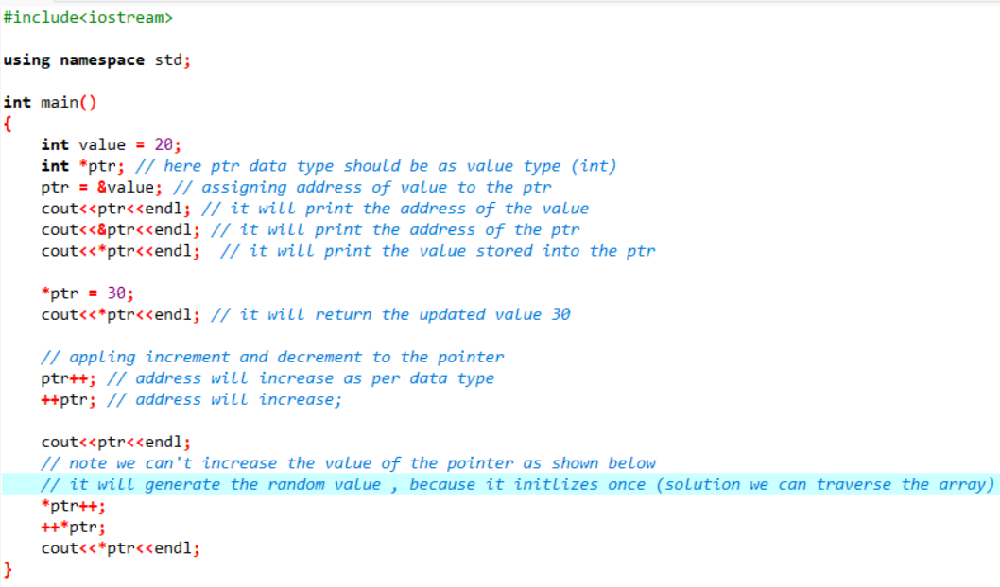 #include<iostream>
using namespace std;
int main()
{
int value = 20;
int *ptr; // here ptr data type should be as value type (int)
ptr = &value; // assigning address of value to the ptr
cout<<ptr<<endl; // it will print the address of the value
cout<<&ptr<<endl; // it will print the address of the ptr
cout<<*ptr<<endl;  // it will print the value stored into the ptr
*ptr = 30;
cout<<*ptr<<endl; // it will return the updated value 30
// appling increment and decrement to the pointer
ptr++; // address will increase as per data type
++ptr; // address will increase;
cout<<ptr<<endl;
// note we can't increase the value of the pointer as shown below
// it will generate the random value , because it initlizes once (solution we can traverse the array)
*ptr++;
++*ptr;
cout<<*ptr<<endl;
}